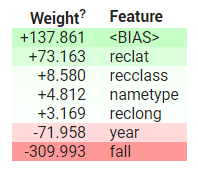 Weight? Feature
+137.861 <BIAS>
+73.163 reclat
+8.580 recclass
+4.812 nametype
+3.169 reclong
-71.958 year
-309.993 fall